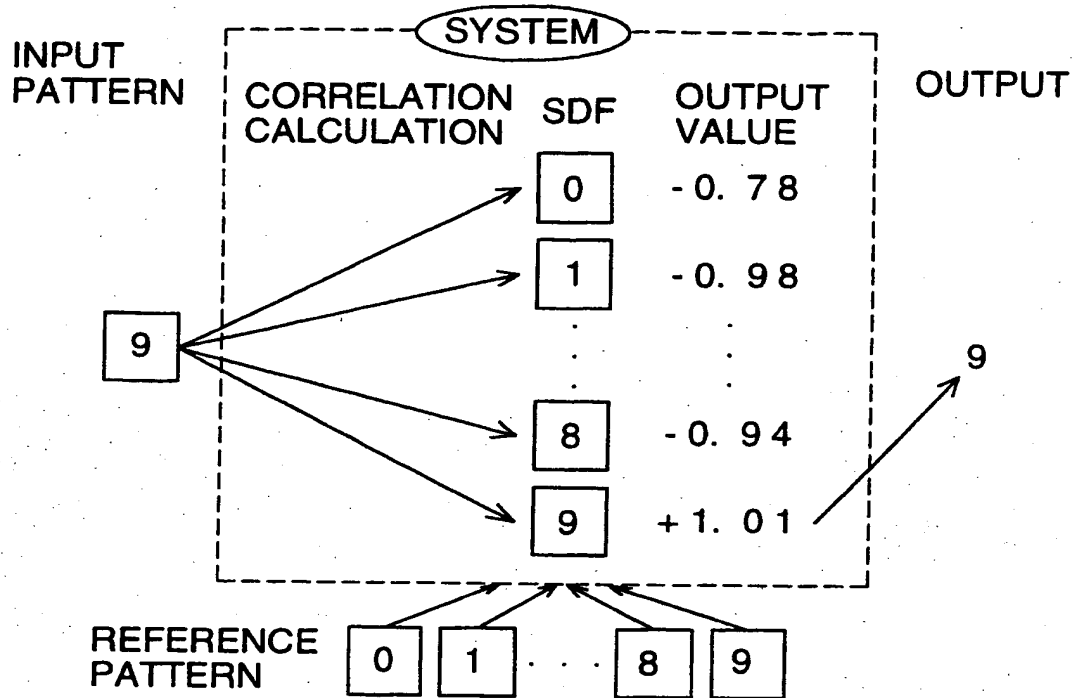 SYSTEM
INPUT
PATTERN
CORRELATION
CALCULATION
SDF
OUTPUT
VALUE
OUTPUT
0 -0. 78
1 -0. 98
9
9
8 -0. 94
9 +1. 01
REFERENCE
PATTERN
0 1 · · · 8 9